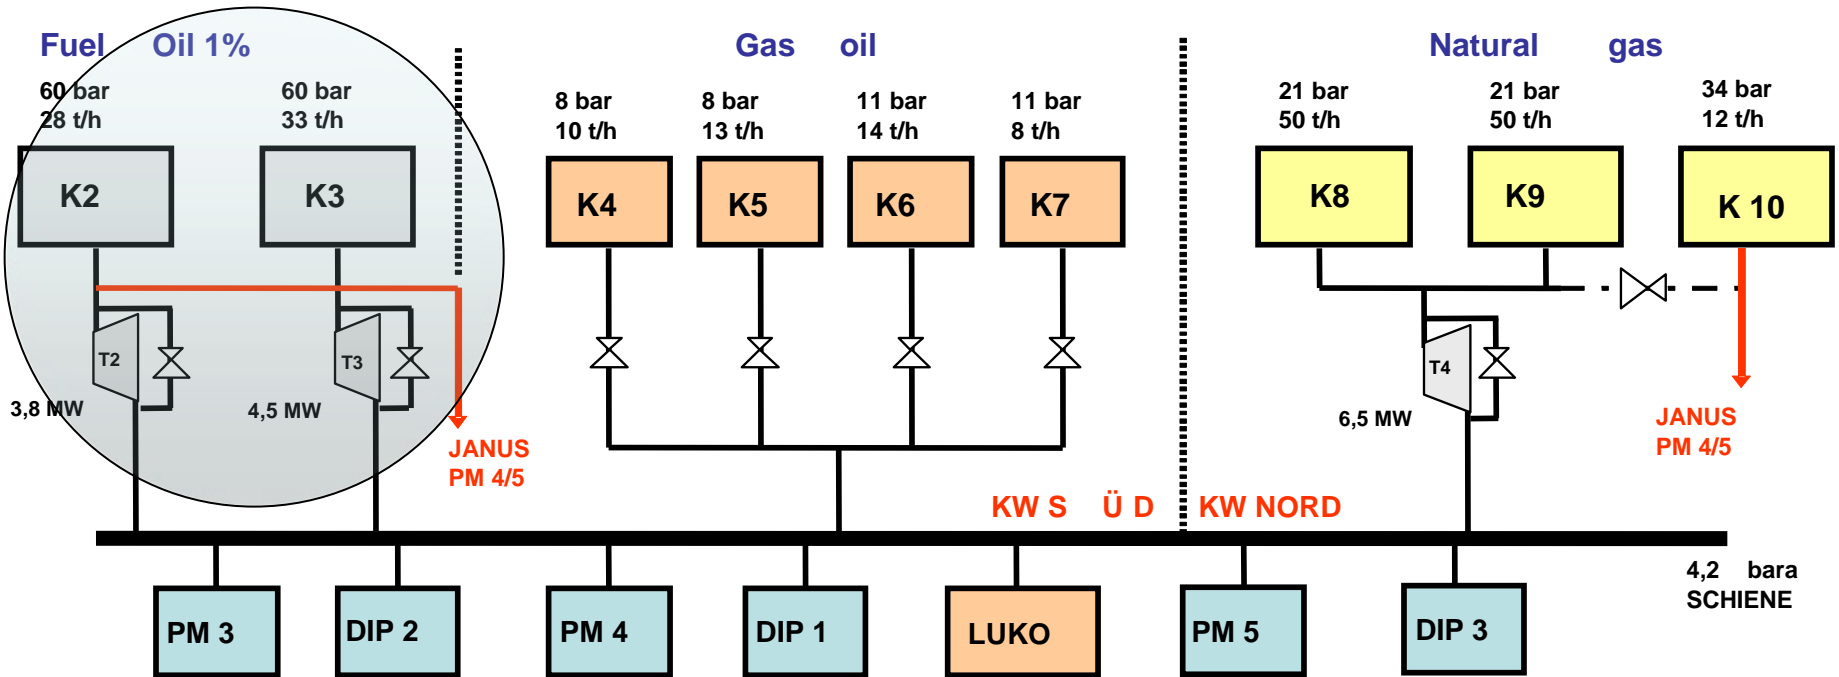 Fuel Oil 1%
Gas oil
Natural gas
60 bar
28 t/h
60 bar
33 t/h
8 bar
10 t/h
8 bar
13 t/h
11 bar
14 t/h
11 bar
8 t/h
21 bar
50 t/h
21 bar
50 t/h
34 bar
12 t/h
K2
K3
K4
K5
K6
K7
K8
K9
K 10
T2
T3
T4
3,8 MW
4,5 MW
6,5 MW
JANUS
PM 4/5
JANUS
PM 4/5
KW S Ü D
KW NORD
4,2 bara
SCHIENE
PM 3
DIP 2
PM 4
DIP 1
LUKO
PM 5
DIP 3